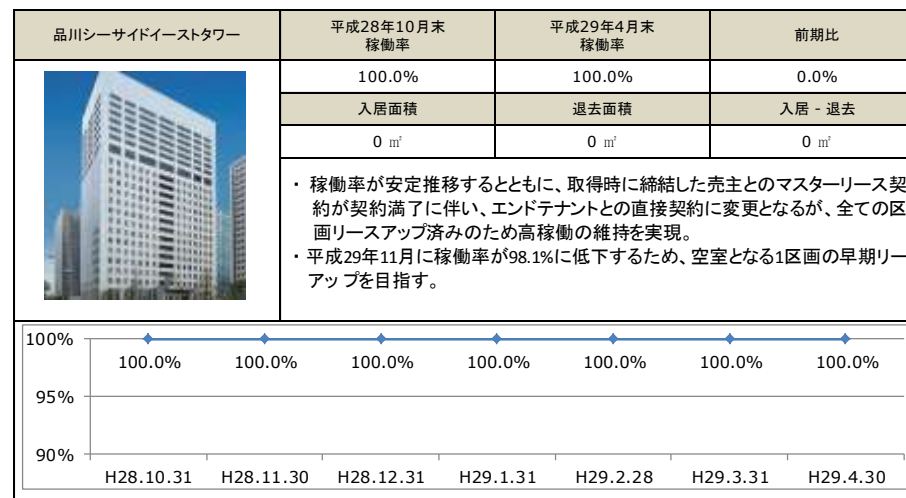 品川シーサイドイーストタワー
平成28年10月末
稼働率
平成29年4月末
稼働率
前期比
100.0%
100.0%
0.0%
入居面積
退去面積
入居 - 退去
0 ㎡
0 ㎡
0 ㎡
・ 稼働率が安定推移するとともに、取得時に締結した売主とのマスターリース契
約が契約満了に伴い、エンドテナントとの直接契約に変更となるが、全ての区
画リースアップ済みのため高稼働の維持を実現。
・ 平成29年11月に稼働率が98.1%に低下するため、空室となる1区画の早期リー
アップを目指す。
100%
95%
90%
100.0%
100.0%
100.0%
100.0%
100.0%
100.0%
100.0%
H28.10.31
H28.11.30
H28.12.31
H29.1.31
H29.2.28
H29.3.31
H29.4.30